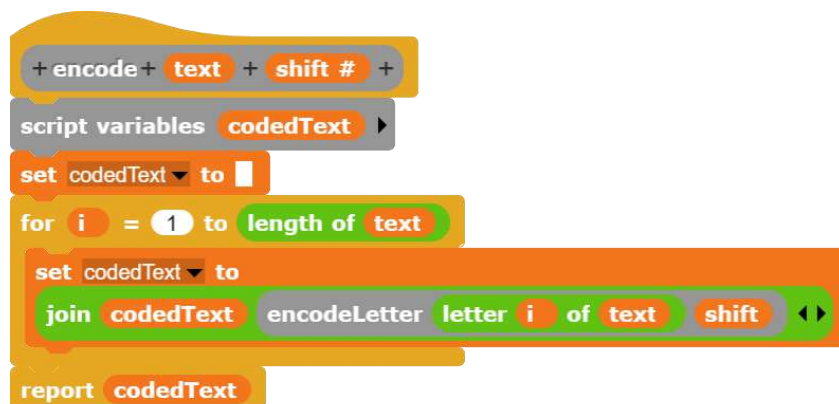 + encode + text + shift # +
script variables codedText
set codedText to
for i = 1 to length of text
set codedText to
join codedText encodeLetter letter i of text shift
report codedText